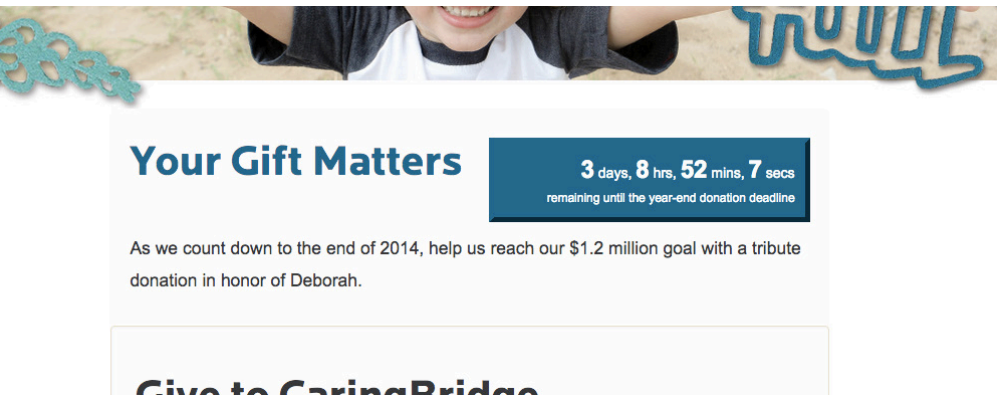 Your Gift Matters
3 days, 8 hrs, 52 mins, 7 secs
remaining until the year-end donation deadline
As we count down to the end of 2014, help us reach our $1.2 million goal with a tribute
donation in honor of Deborah.
Give to CaringBridge